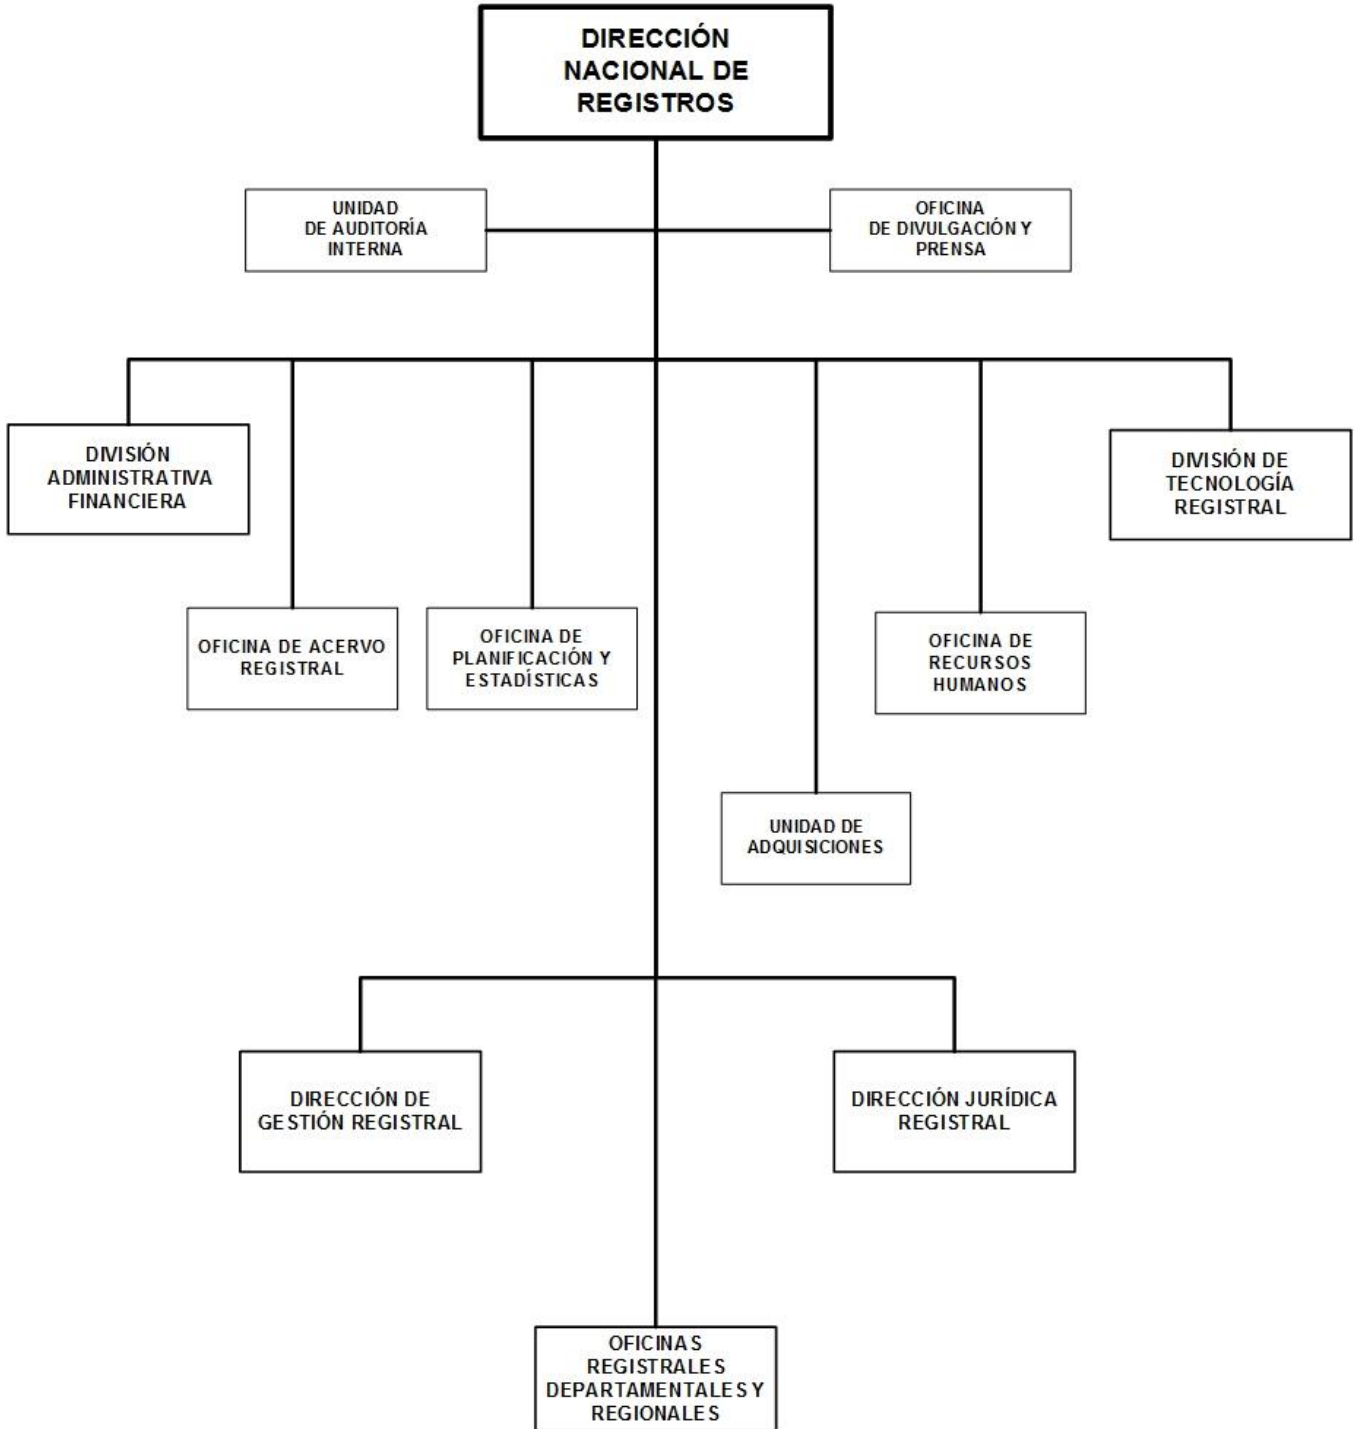 DIRECCIÓN
NACIONAL DE
REGISTROS
UNIDAD
DE AUDITORÍA
INTERNA
OFICINA
DE DIVULGACIÓN Y
PRENSA
DIVISIÓN
ADMINISTRATIVA
FINANCIERA
DIVISIÓN DE
TECNOLOGÍA
REGISTRAL
OFICINA DE ACERVO
REGISTRAL
OFICINA DE
PLANIFICACIÓN Y
ESTADÍSTICAS
OFICINA DE
RECURSOS
HUMANOS
UNIDAD DE
ADQUISICIONES
DIRECCIÓN DE
GESTIÓN REGISTRAL
DIRECCIÓN JURÍDICA
REGISTRAL
OFICINAS
REGISTRALES
DEPARTAMENTALES Y
REGIONALES